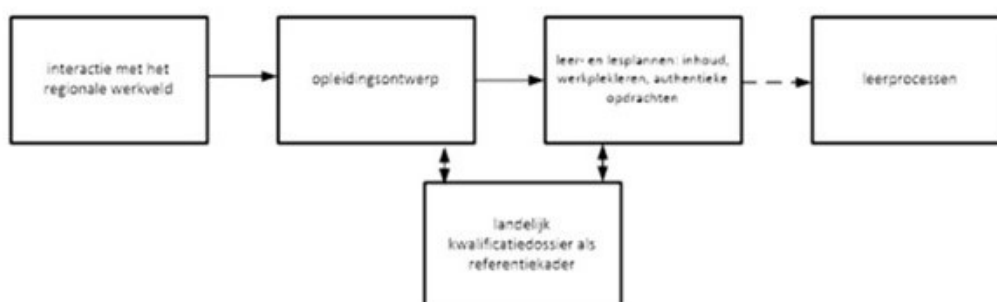 interactie met het
regionale werkveld
opleidingsontwerp
leer- en lesplannen: inhoud,
werkplekleren, authentieke
opdrachten
leerprocessen
landelijk
kwalificatiedossier als
referentiekader